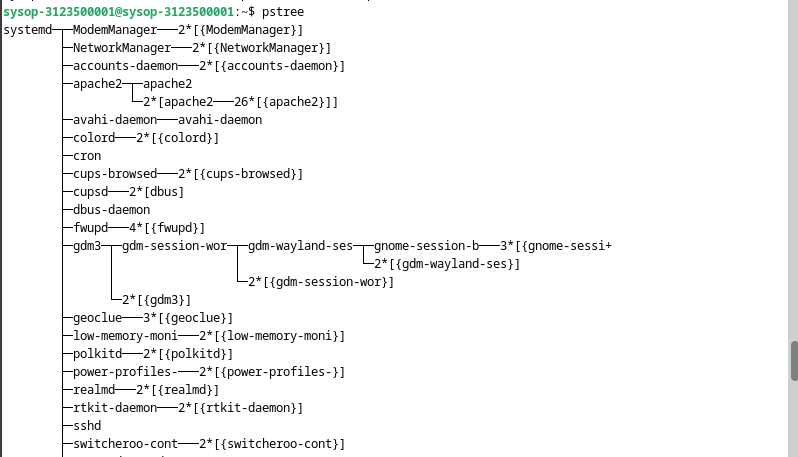 sysop-3123500001@sysop-3123500001:~$ pstree
systemd─┬─ModemManager───2*[{ModemManager}]
        ├─NetworkManager───2*[{NetworkManager}]
        ├─accounts-daemon───2*[{accounts-daemon}]
        ├─apache2─┬─apache2
        │         └─2*[apache2───26*[{apache2}]]
        ├─avahi-daemon───avahi-daemon
        ├─colord───2*[{colord}]
        ├─cron
        ├─cups-browsed───2*[{cups-browsed}]
        ├─cupsd───2*[dbus]
        ├─dbus-daemon
        ├─fwupd───4*[{fwupd}]
        ├─gdm3─┬─gdm-session-wor─┬─gdm-wayland-ses─┬─gnome-session-b───3*[{gnome-sessi+
        │      │                 │                 └─2*[{gdm-wayland-ses}]
        │      │                 └─2*[{gdm-session-wor}]
        │      └─2*[{gdm3}]
        ├─geoclue───3*[{geoclue}]
        ├─low-memory-moni───2*[{low-memory-moni}]
        ├─polkitd───2*[{polkitd}]
        ├─power-profiles-───2*[{power-profiles-}]
        ├─realmd───2*[{realmd}]
        ├─rtkit-daemon───2*[{rtkit-daemon}]
        ├─sshd
        ├─switcheroo-cont───2*[{switcheroo-cont}]